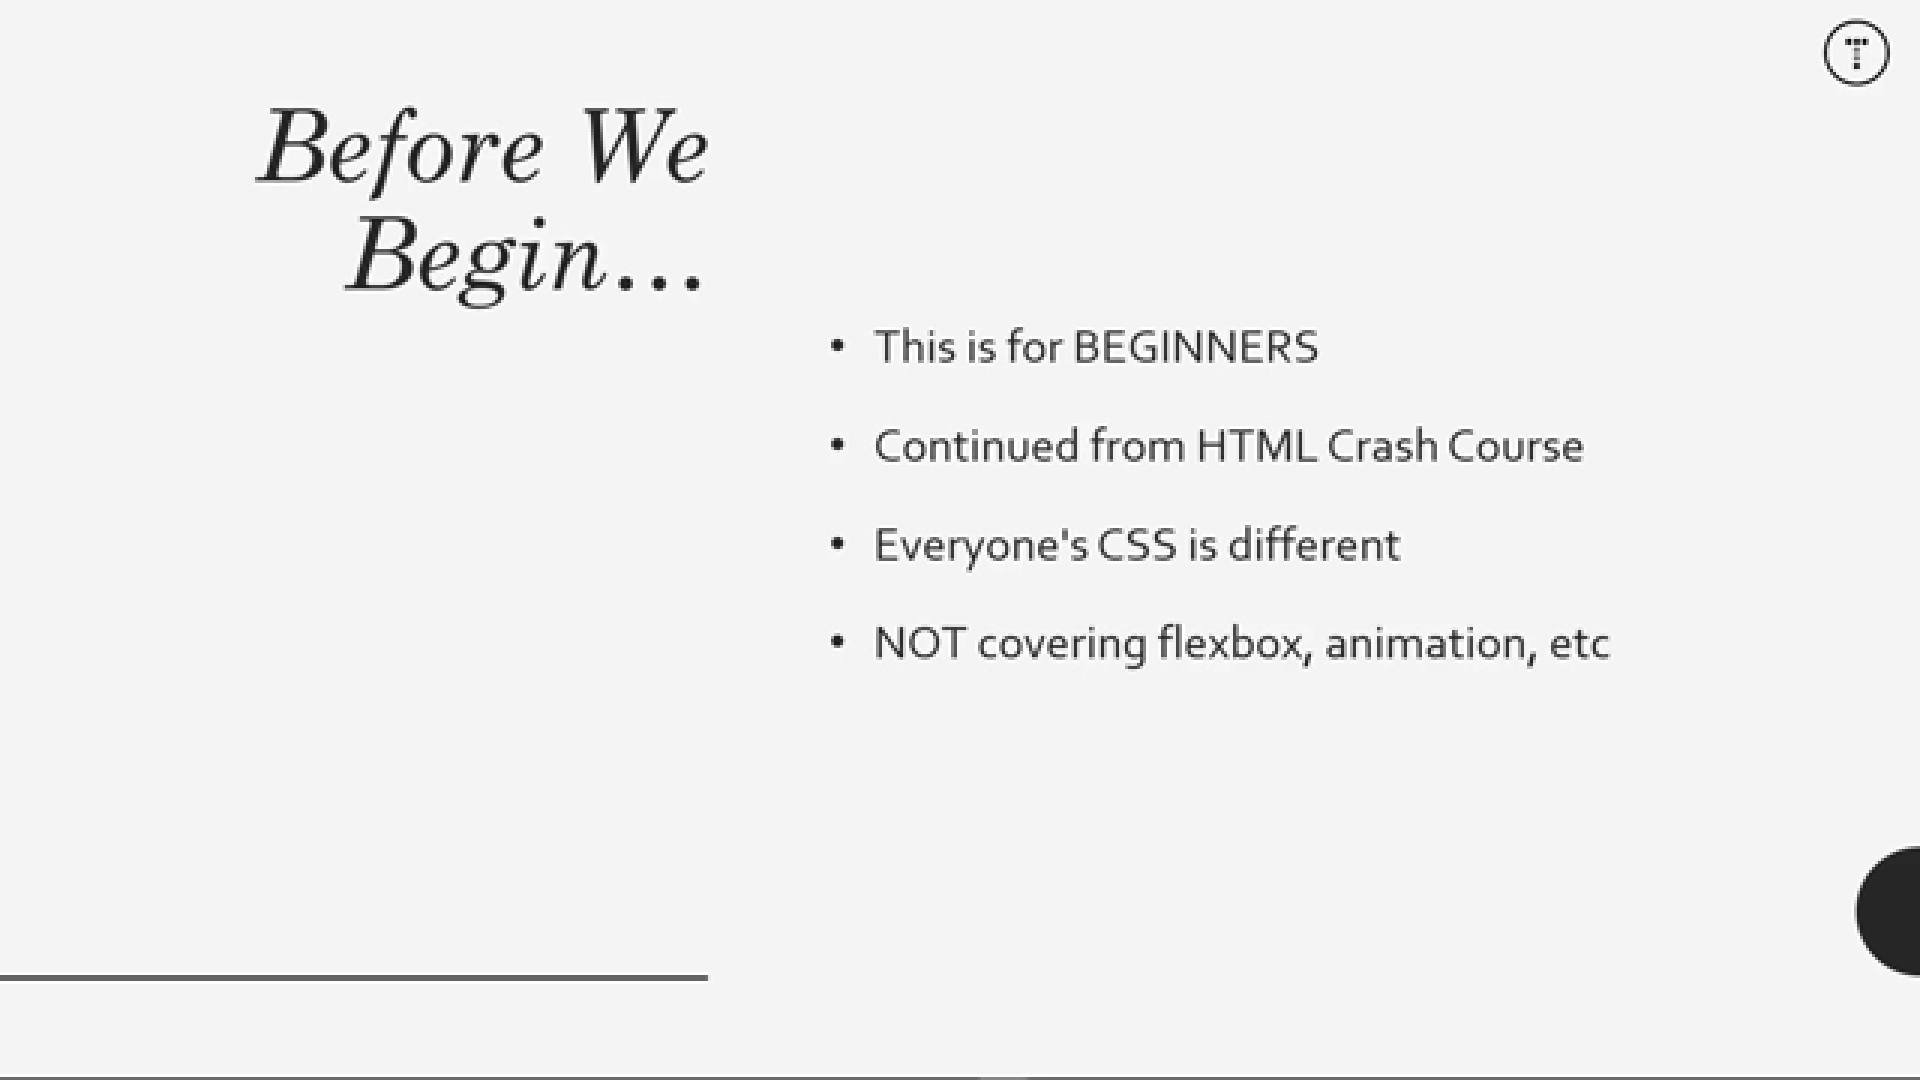 T
Before We
Begin...
• This is for BEGINNERS
• Continued from HTML Crash Course
• Everyone's CSS is different
• NOT covering flexbox, animation, etc